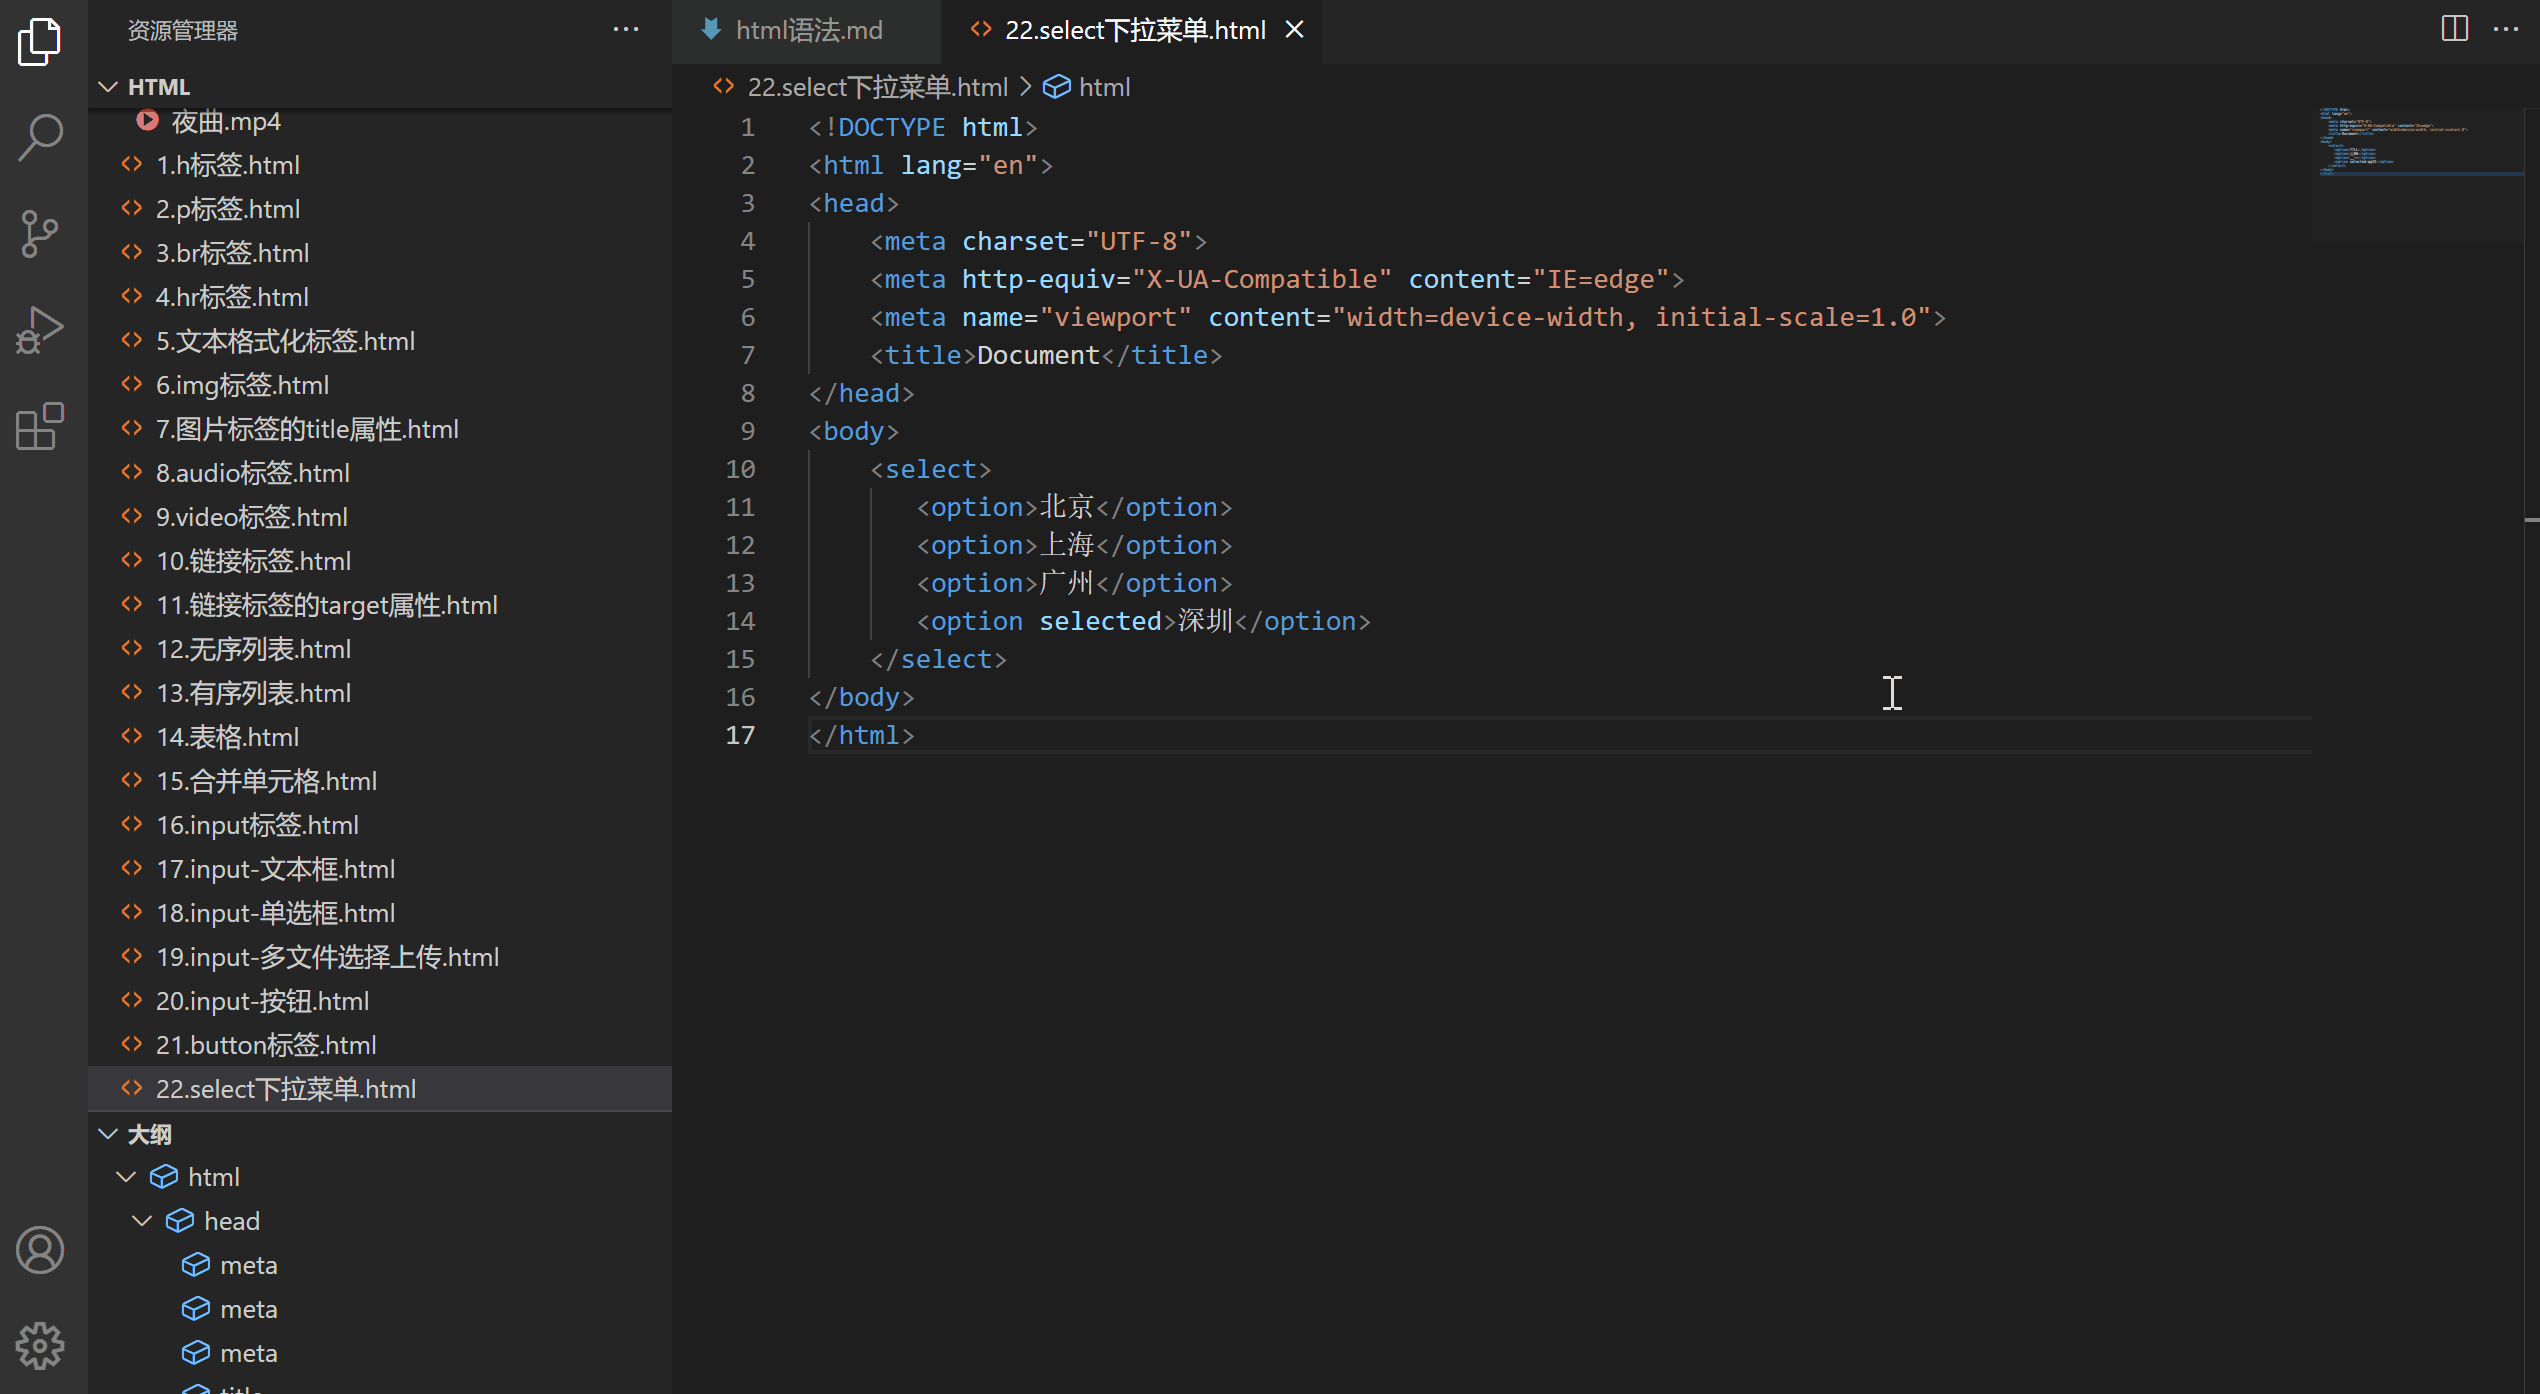 资源管理器
HTML
夜曲.mp4
1.h标签.html
2.p标签.html
3.br标签.html
4.hr标签.html
5.文本格式化标签.html
6.img标签.html
7.图片标签的title属性.html
8.audio标签.html
9.video标签.html
10.链接标签.html
11.链接标签的target属性.html
12.无序列表.html
13.有序列表.html
14.表格.html
15.合并单元格.html
16.input标签.html
17.input-文本框.html
18.input-单选框.html
19.input-多文件选择上传.html
20.input-按钮.html
21.button标签.html
22.select下拉菜单.html
大纲
html
head
meta
meta
meta
title
html语法.md
22.select下拉菜单.html
22.select下拉菜单.html > html
1 <!DOCTYPE html>
2 <html lang="en">
3 <head>
4 <meta charset="UTF-8">
5 <meta http-equiv="X-UA-Compatible" content="IE=edge">
6 <meta name="viewport" content="width=device-width, initial-scale=1.0">
7 <title>Document</title>
8 </head>
9 <body>
10 <select>
11 <option>北京</option>
12 <option>上海</option>
13 <option>广州</option>
14 <option selected>深圳</option>
15 </select>
16 </body>
17 </html>